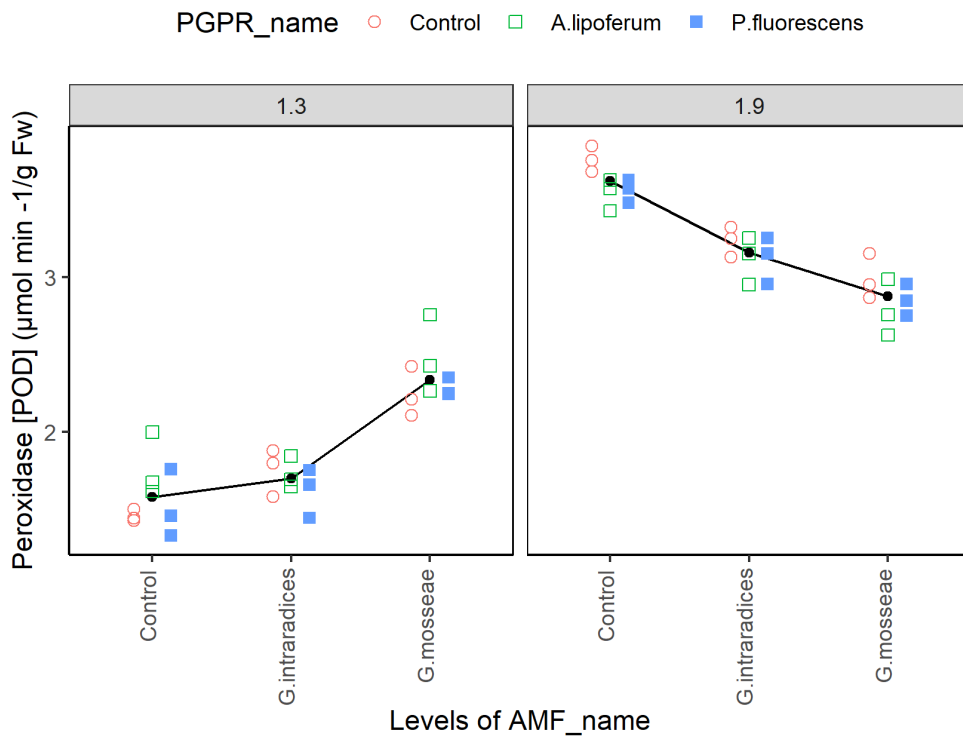 PGPR_name Control A.lipoferum P.fluorescens
1.3 1.9
Peroxidase [POD] (μmol min -1/g Fw)
3
2
Control G.intraradices G.mosseae Control G.intraradices G.mosseae
Levels of AMF_name